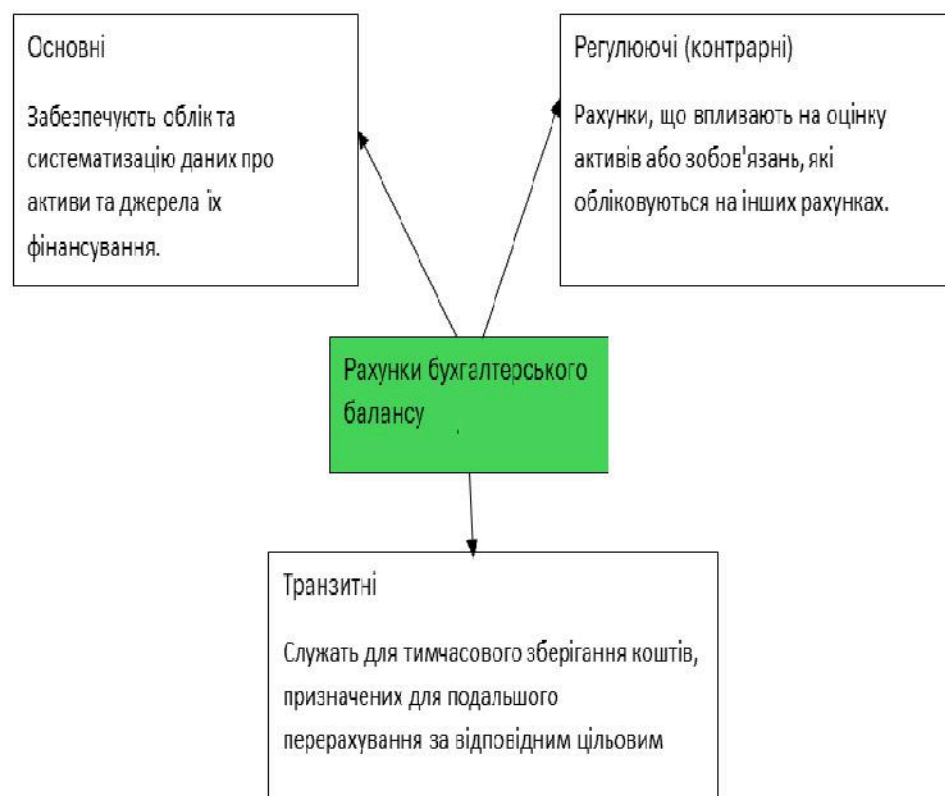 Основні
Забезпечують облік та
систематизацію даних про
активи та джерела їх
фінансування.
Регулюючі (контрарні)
Рахунки, що впливають на оцінку
активів або зобов'язань, які
обліковуються на інших рахунках.
Рахунки бухгалтерського
балансу
Транзитні
Служать для тимчасового зберігання коштів,
призначених для подальшого
перерахування за відповідним цільовим